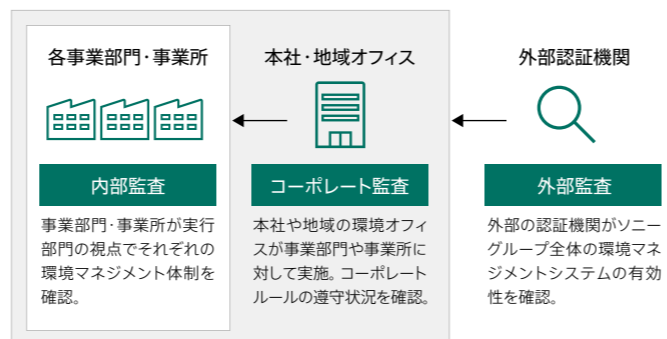 各事業部門・事業所
内部監査
事業部門・事業所が実行
部門の視点でそれぞれの
環境マネジメント体制を
確認。
本社・地域オフィス
コーポレート監査
本社や地域の環境オフィ
スが事業部門や事業所に
対して実施。コーポレート
ルールの遵守状況を確認。
外部認証機関
外部監査
外部の認証機関がソニー
グループ全体の環境マネ
ジメントシステムの有効
性を確認。